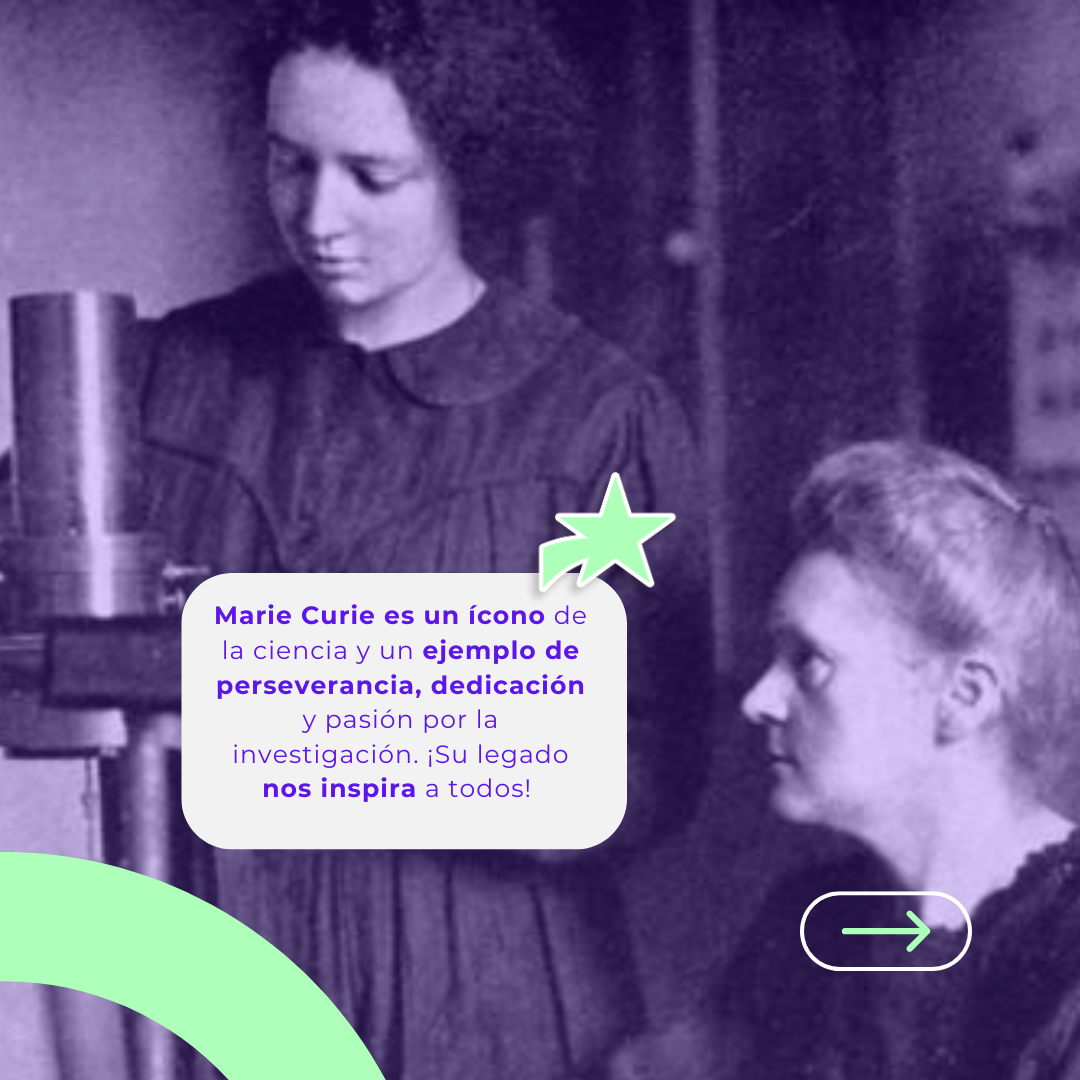 Marie Curie es un ícono de
la ciencia y un ejemplo de
perseverancia, dedicación
y pasión por la
investigación. ¡Su legado
nos inspira a todos!